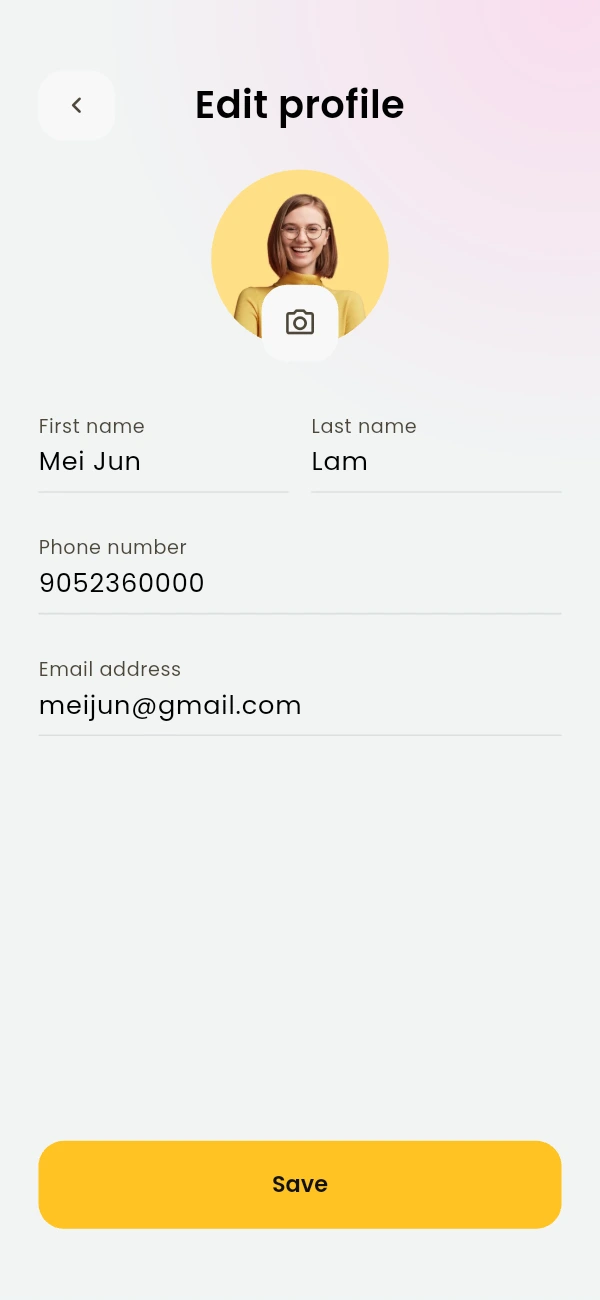 Edit profile
First name
Mei Jun
Last name
Lam
Phone number
9052360000
Email address
meijun@gmail.com
Save